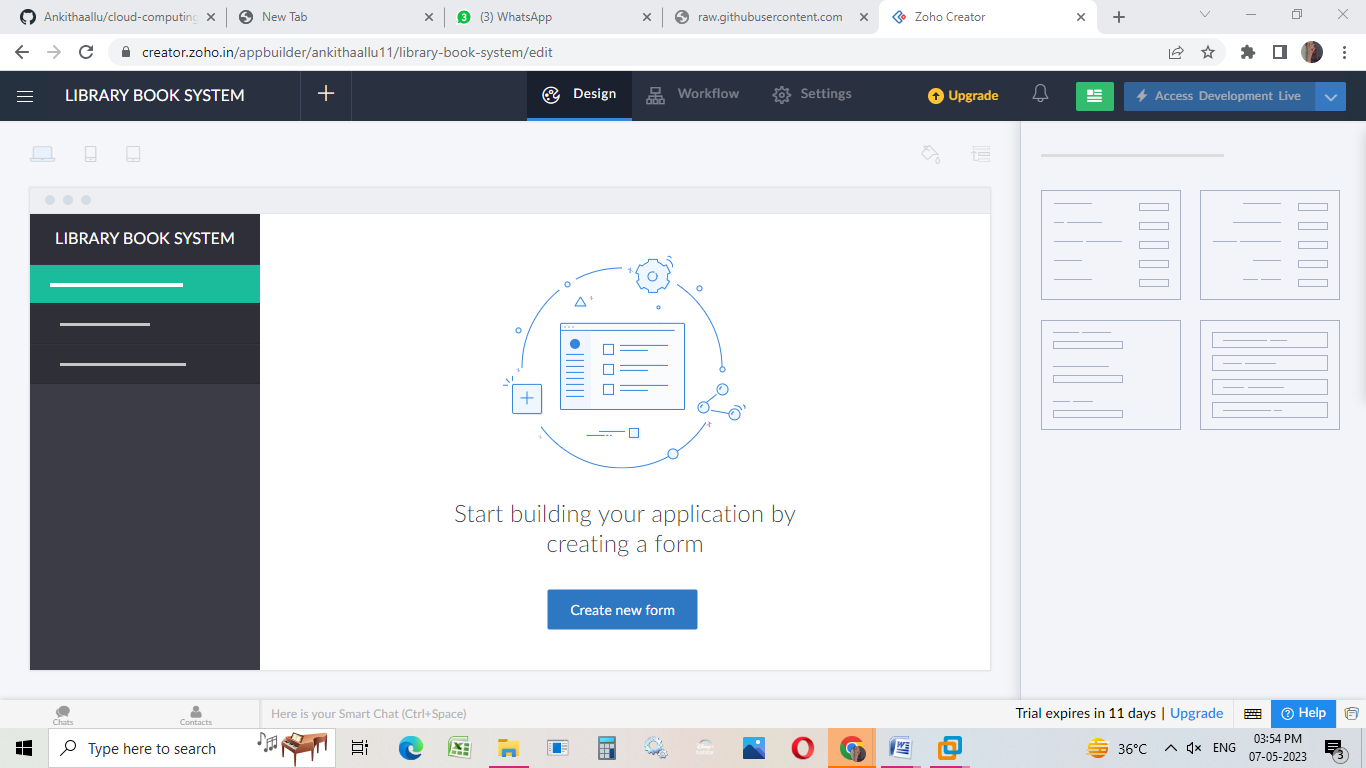 Ankithaallu/cloud-computing
New Tab
3
(3) WhatsApp
raw.githubusercontent.com
Zoho Creator
creator.zoho.in/appbuilder/ankithaallu11/library-book-system/edit
LIBRARY BOOK SYSTEM
Design
Workflow
Settings
Upgrade
Access Development Live
LIBRARY BOOK SYSTEM
Start building your application by
creating a form
Create new form
Chats
Contacts
Here is your Smart Chat (Ctrl+Space)
Trial expires in 11 days | Upgrade
Help
Type here to search
36°C
ENG
03:54 PM
07-05-2023
3